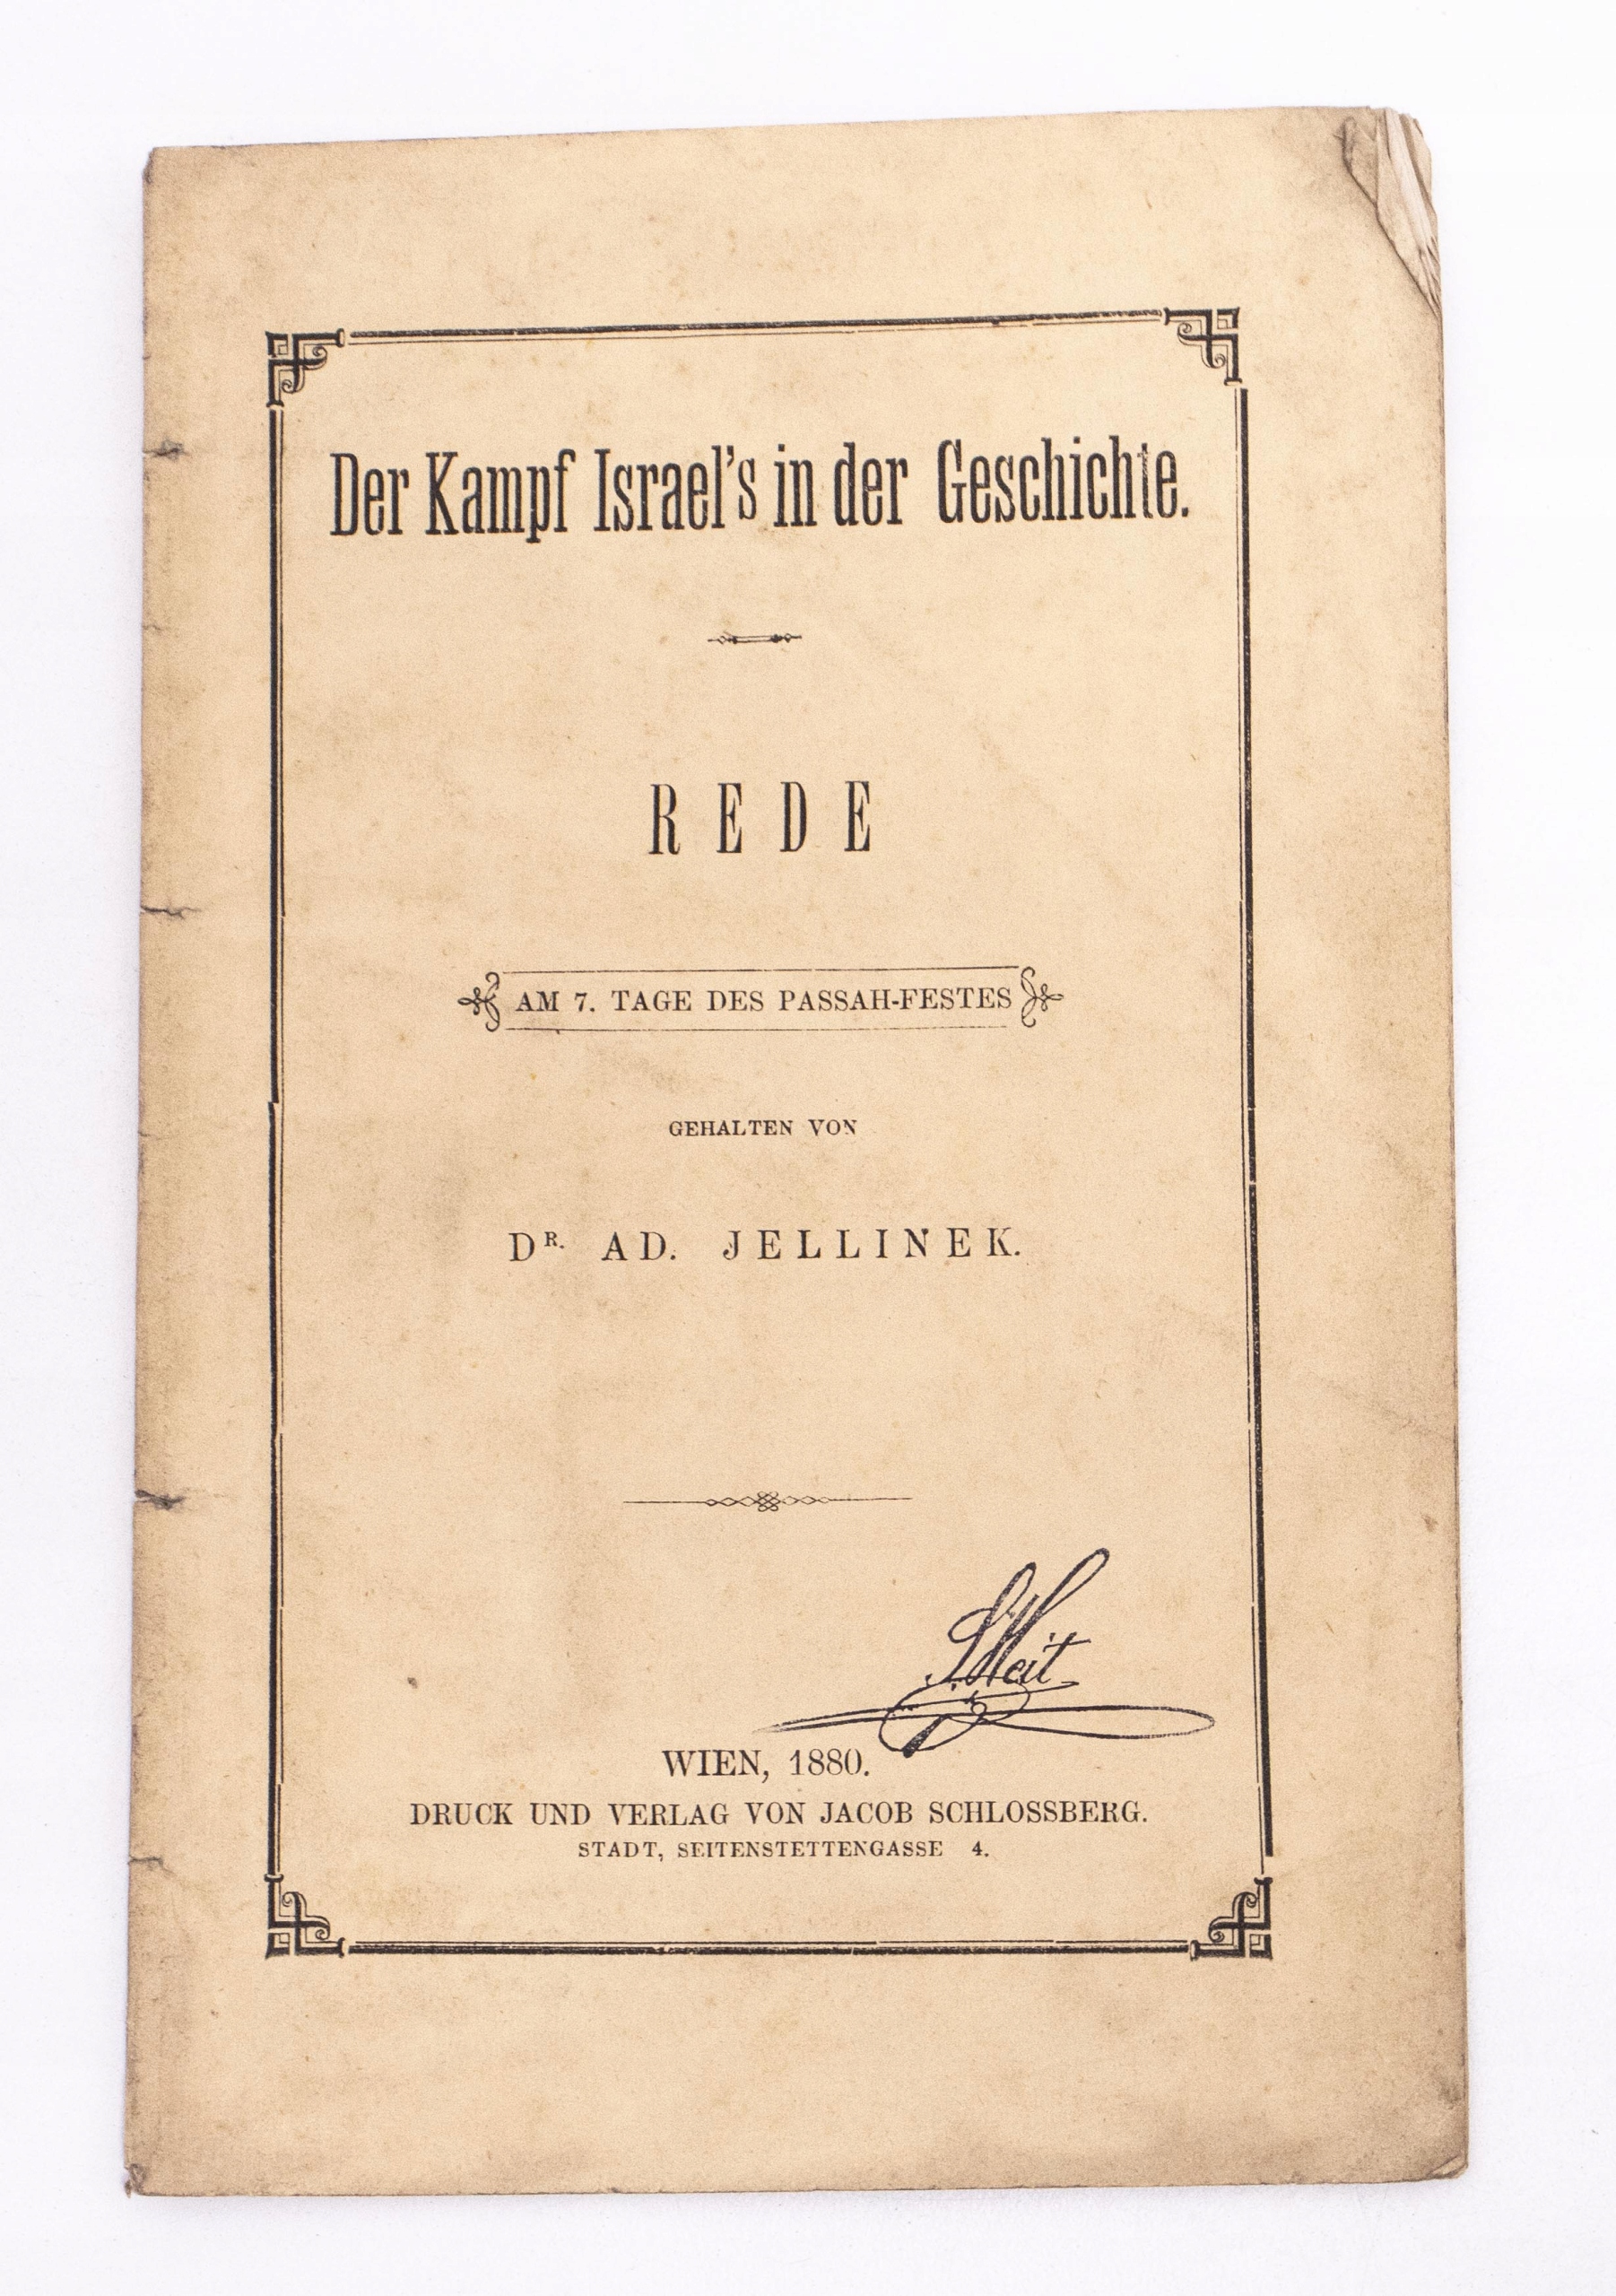 Der Kampf Israel's in der Geschichte.
REDE
AM 7. TAGE DES PASSAH-FESTES
GEHALTEN VON
DR. AD. JELLINEK.
WIEN, 1880.
DRUCK UND VERLAG VON JACOB SCHLOSSBERG.
STADT, SEITENSTETTENGASSE 4.